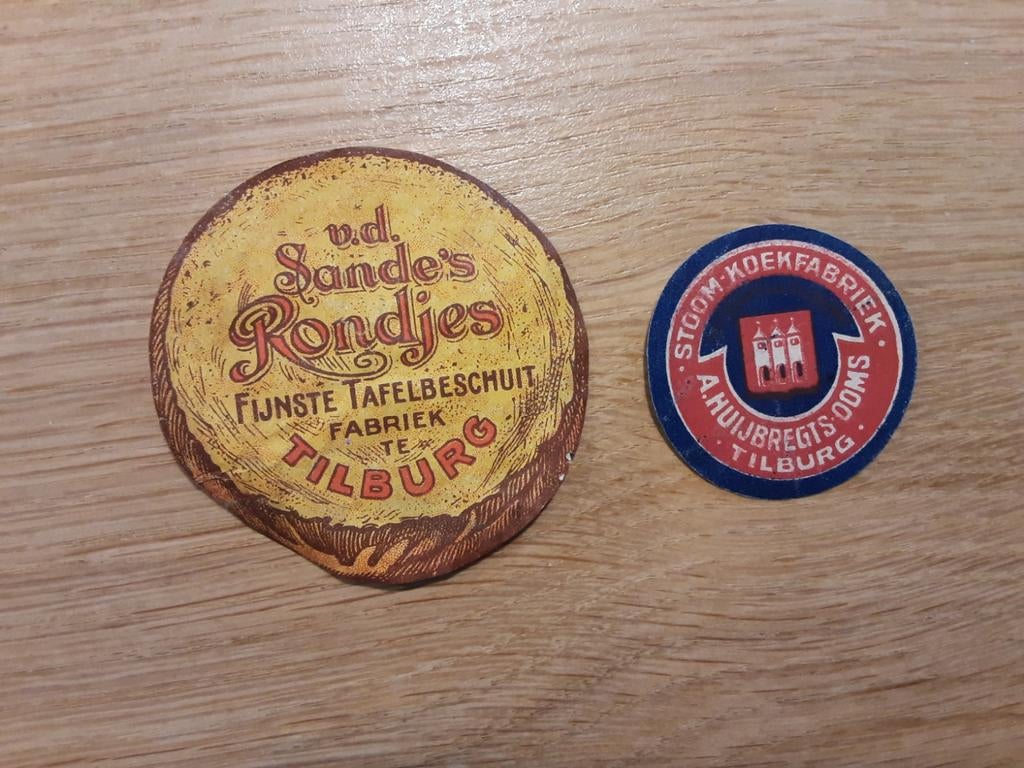 v.d.
Sande's
Rondjes
FIJNSTE TAFELBESCHUIT
FABRIEK
TE
TILBURG
STOOM-KOEKFABRIEK
A.HUIJBREGTS-OOMS
TILBURG